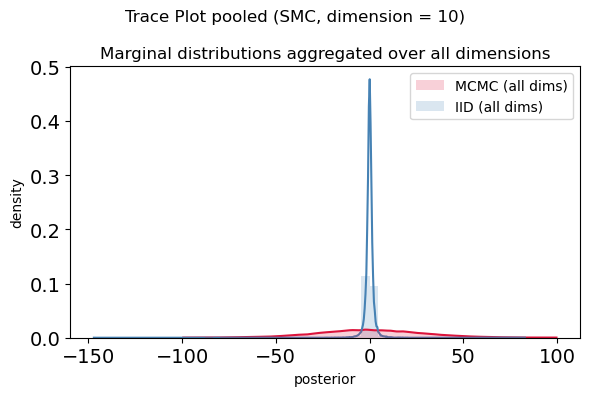 Trace Plot pooled (SMC, dimension = 10)
Marginal distributions aggregated over all dimensions
0.5
0.4
0.3
0.2
0.1
0.0
density
MCMC (all dims)
IID (all dims)
−150
−100
−50
0
50
100
posterior